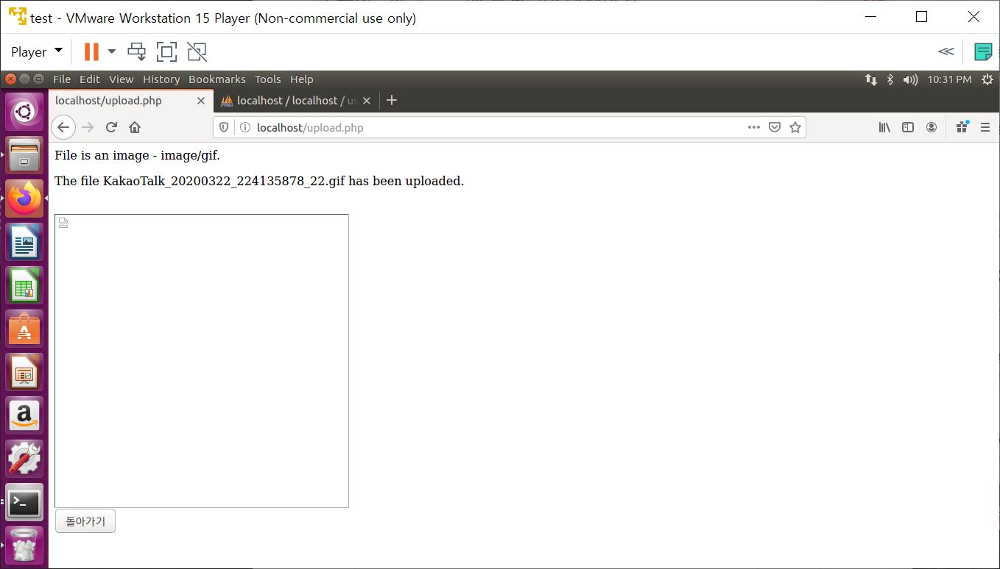 test - VMware Workstation 15 Player (Non-commercial use only)
Player
File Edit View History Bookmarks Tools Help
10:31 PM
localhost/upload.php
localhost / localhost / us
localhost/upload.php
File is an image - image/gif.
The file KakaoTalk_20200322_224135878_22.gif has been uploaded.
돌아가기